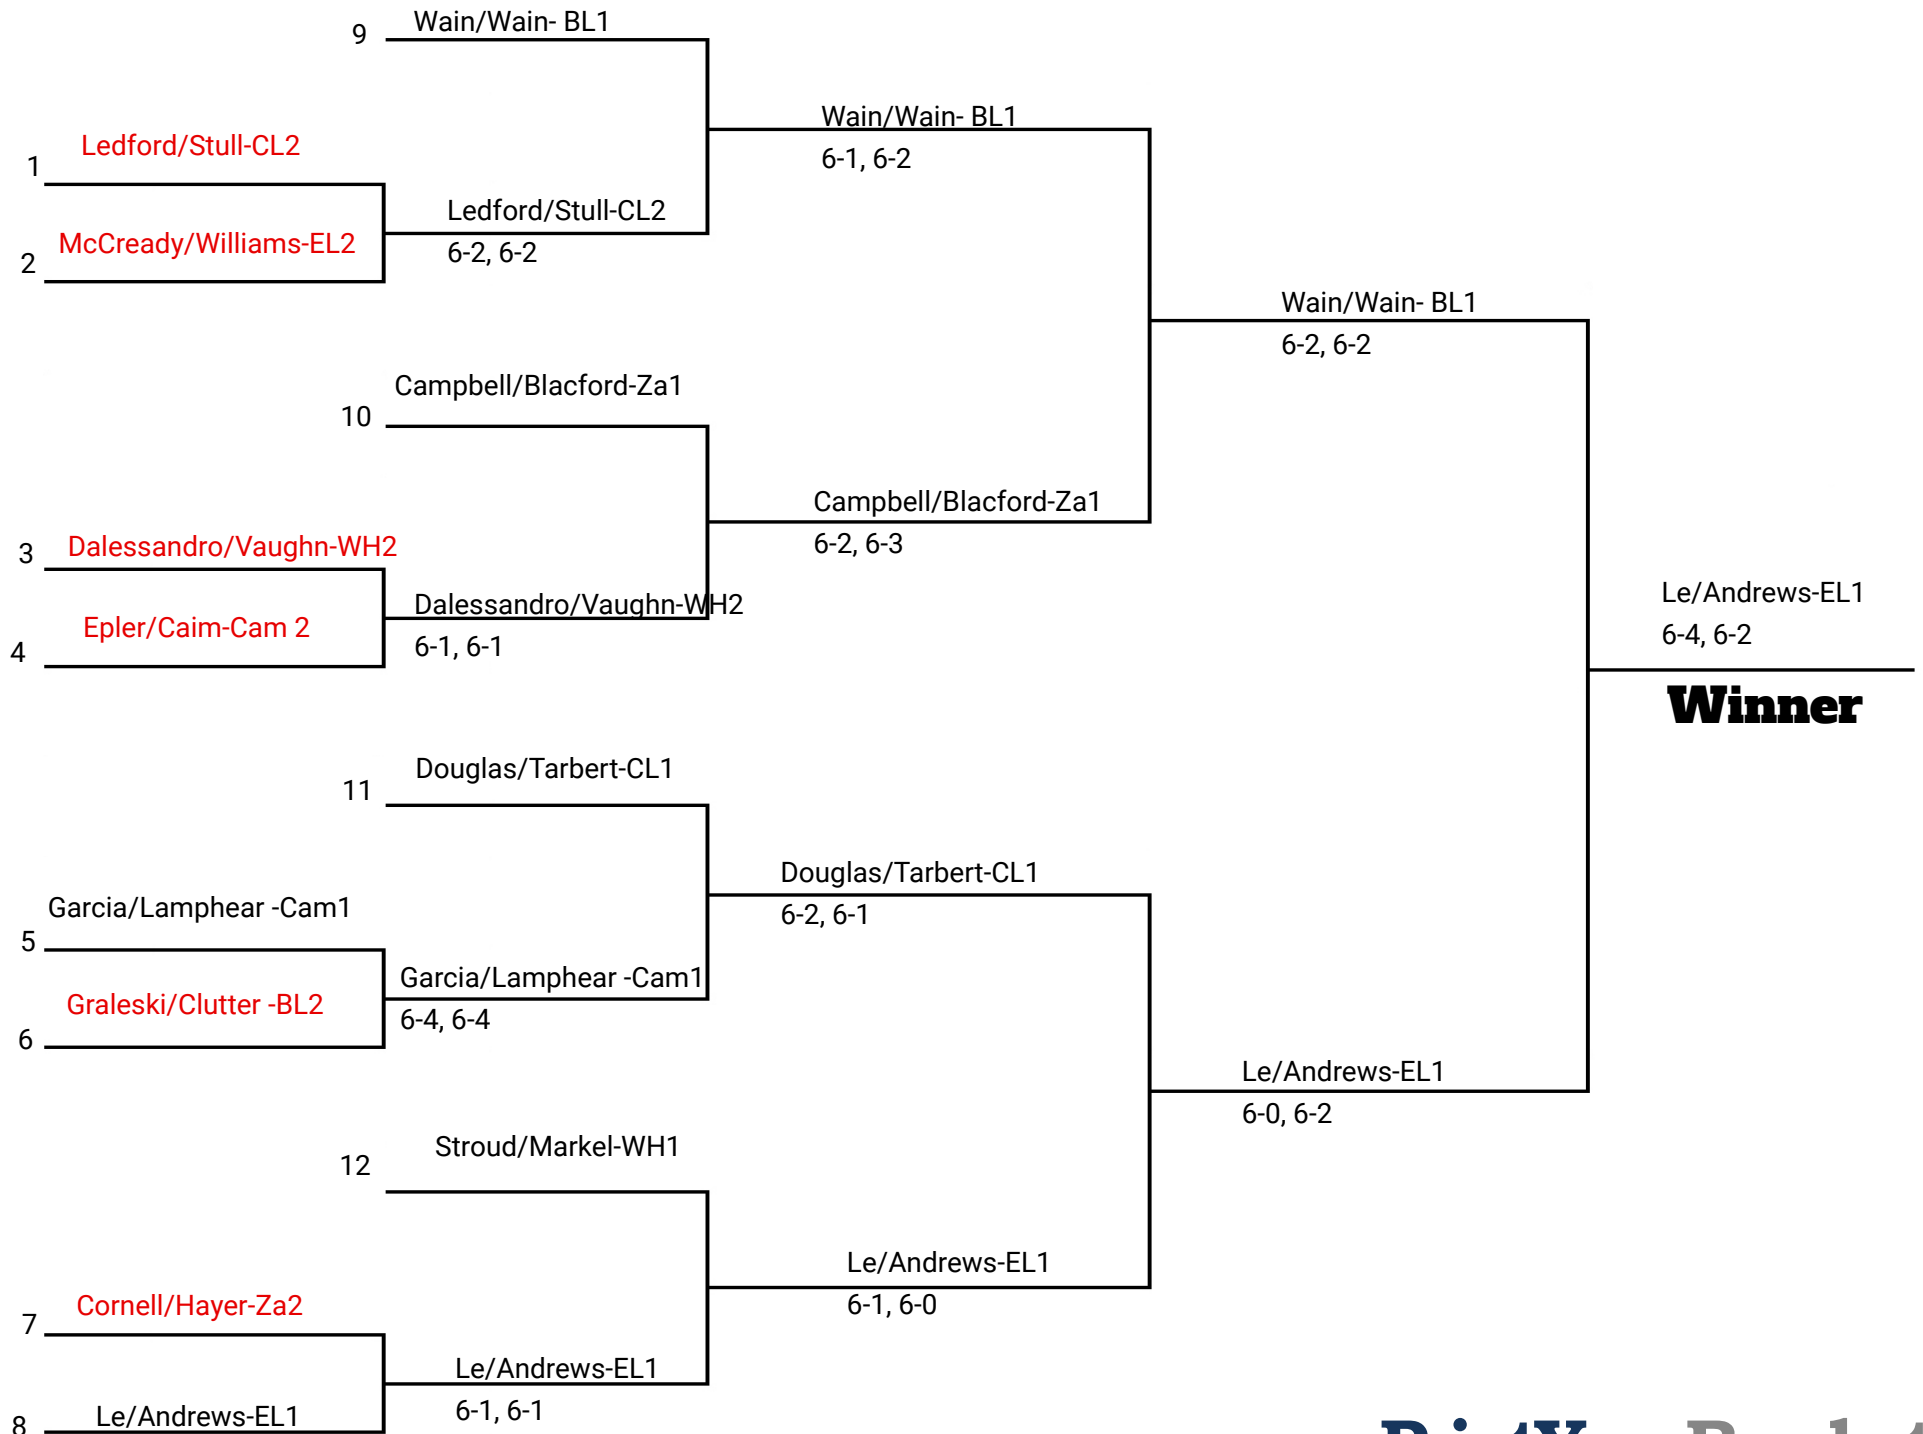 9 Wain/Wain- BL1
Wain/Wain- BL1
6-1, 6-2
1 Ledford/Stull-CL2
Ledford/Stull-CL2
6-2, 6-2
2 McCready/Williams-EL2
Wain/Wain- BL1
6-2, 6-2
10 Campbell/Blacford-Za1
Campbell/Blacford-Za1
6-2, 6-3
3 Dalessandro/Vaughn-WH2
Dalessandro/Vaughn-WH2
6-1, 6-1
4 Epler/Caim-Cam 2
Le/Andrews-EL1
6-4, 6-2
Winner
11 Douglas/Tarbert-CL1
Douglas/Tarbert-CL1
6-2, 6-1
5 Garcia/Lamphear -Cam1
Garcia/Lamphear -Cam1
6-4, 6-4
6 Graleski/Clutter -BL2
Le/Andrews-EL1
6-0, 6-2
12 Stroud/Markel-WH1
Le/Andrews-EL1
6-1, 6-0
7 Cornell/Hayer-Za2
Le/Andrews-EL1
6-1, 6-1
8 Le/Andrews-EL1